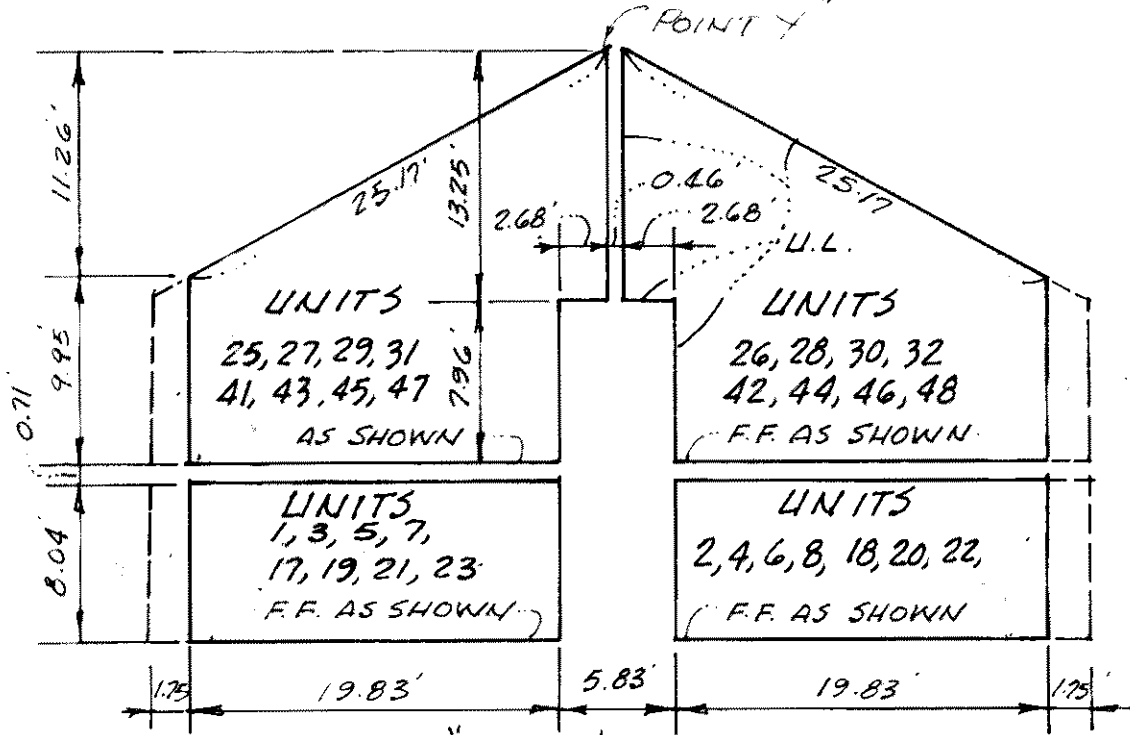 POINT Y
11.26'
25.17'
13.25'
0.46'
2.68'
2.68'
25.17
U.L.
UNITS
25, 27, 29, 31
41, 43, 45, 47
AS SHOWN
UNITS
26, 28, 30, 32
42, 44, 46, 48
F.F. AS SHOWN
9.95'
7.96'
0.71'
8.04'
UNITS
1, 3, 5, 7,
17, 19, 21, 23
F.F. AS SHOWN
UNITS
2, 4, 6, 8, 18, 20, 22,
F.F. AS SHOWN
1.75
19.83'
5.83'
19.83'
1.75'